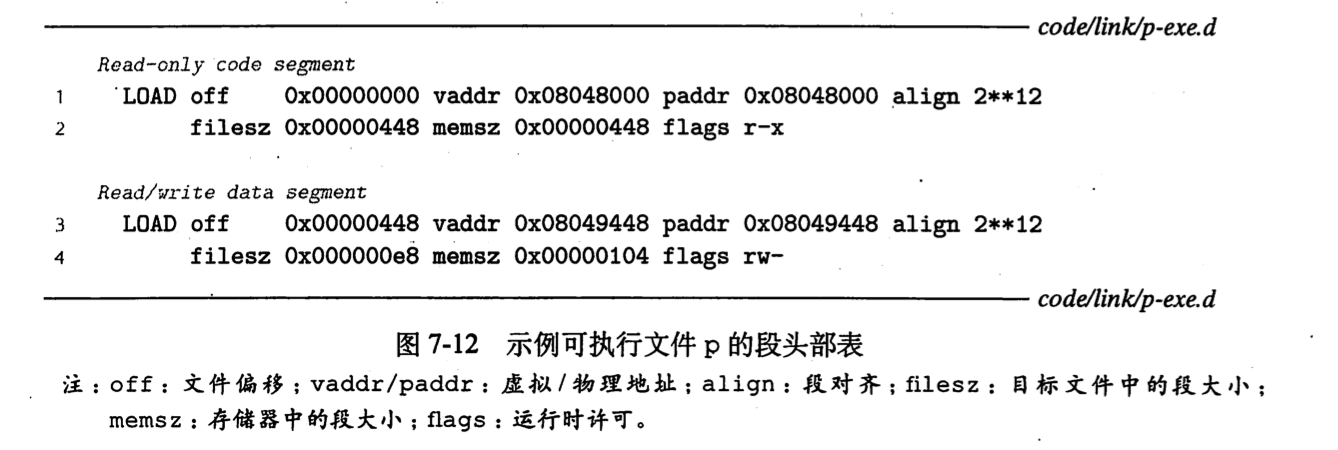 code/link/p-exe.d
Read-only code segment
1 LOAD off 0x00000000 vaddr 0x08048000 paddr 0x08048000 align 2**12
2 filesz 0x00000448 memsz 0x00000448 flags r-x
Read/write data segment
3 LOAD off 0x00000448 vaddr 0x08049448 paddr 0x08049448 align 2**12
4 filesz 0x000000e8 memsz 0x00000104 flags rw-
code/link/p-exe.d
图 7-12 示例可执行文件 p 的段头部表
注:off:文件偏移;vaddr/paddr:虚拟/物理地址;align:段对齐;filesz:目标文件中的段大小;
memsz:存储器中的段大小;flags:运行时许可。